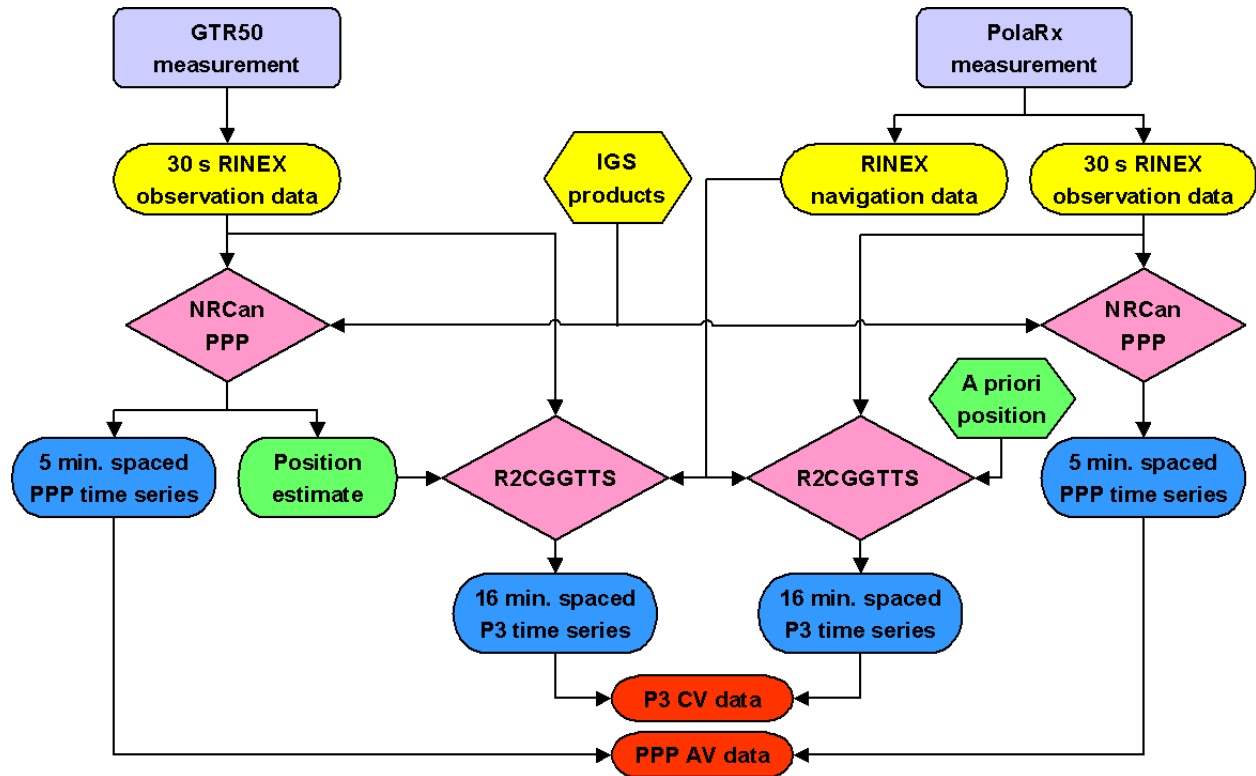 GTR50
measurement
PolaRx
measurement
30 s RINEX
observation data
IGS
products
RINEX
navigation data
30 s RINEX
observation data
NRCan
PPP
NRCan
PPP
A priori
position
5 min. spaced
PPP time series
Position
estimate
R2CGGTTS
R2CGGTTS
5 min. spaced
PPP time series
16 min. spaced
P3 time series
16 min. spaced
P3 time series
P3 CV data
PPP AV data